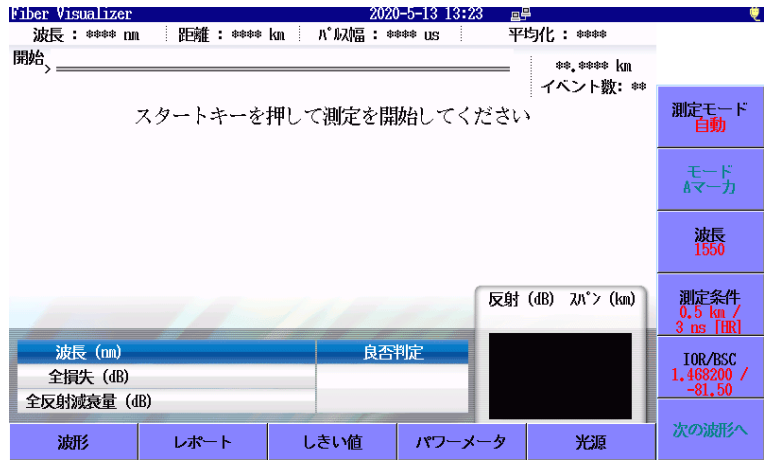 Fiber Visualizer 2020-5-13 13:23
波長 : **** nm 距離 : **** km ﾊﾟﾙｽ幅 : **** us 平均化 : ****
開始 **.**** km
イベント数: **
スタートキーを押して測定を開始してください
測定モード
自動
モード
Aマーカ
波長
1550
測定条件
0.5 km /
3 ns [HR]
IOR/BSC
1.468200 /
-81.50
次の波形へ
反射 (dB) ｽﾊﾟﾝ (km)
波長 (nm) 良否判定
全損失 (dB)
全反射減衰量 (dB)
波形 レポート しきい値 パワーメータ 光源